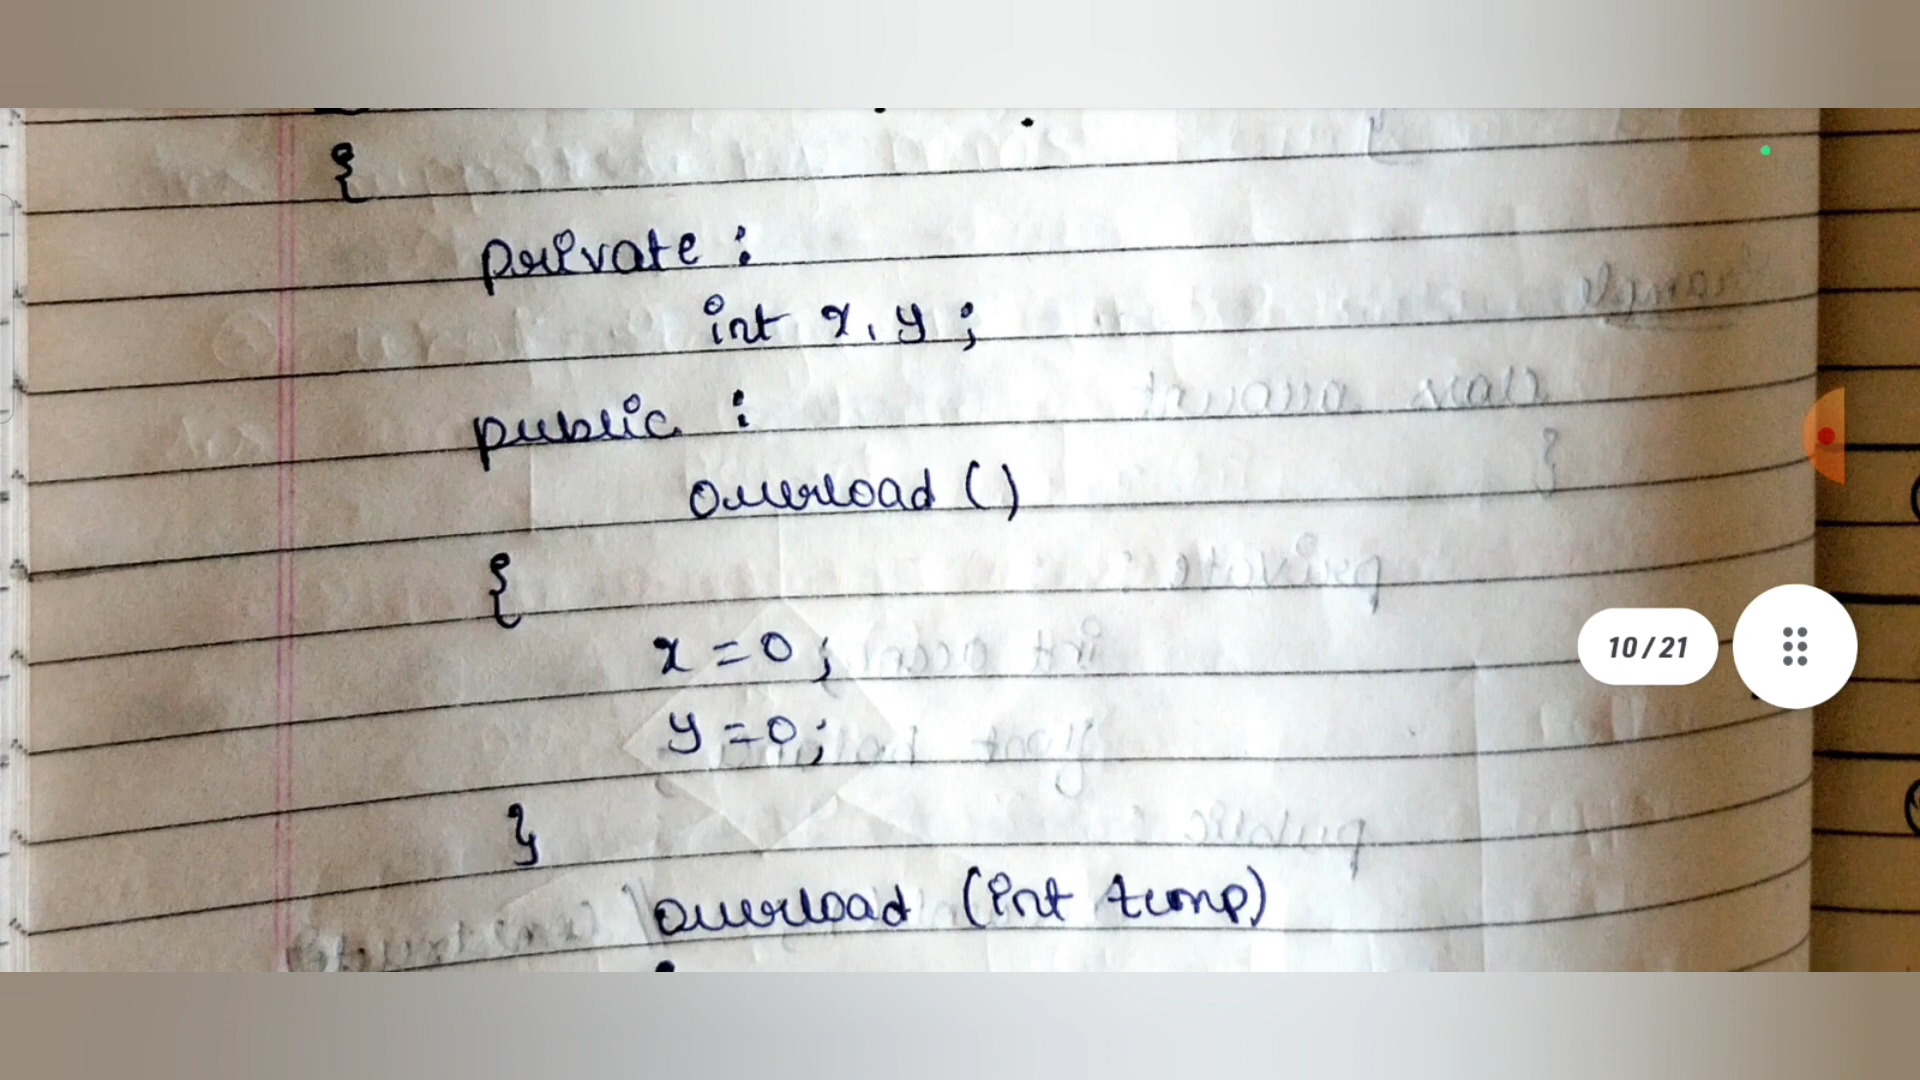 {
private :
int x, y ;
public :
overload ()
{
x = 0 ;
y = 0 ;
10 / 21
}
overload (int temp)